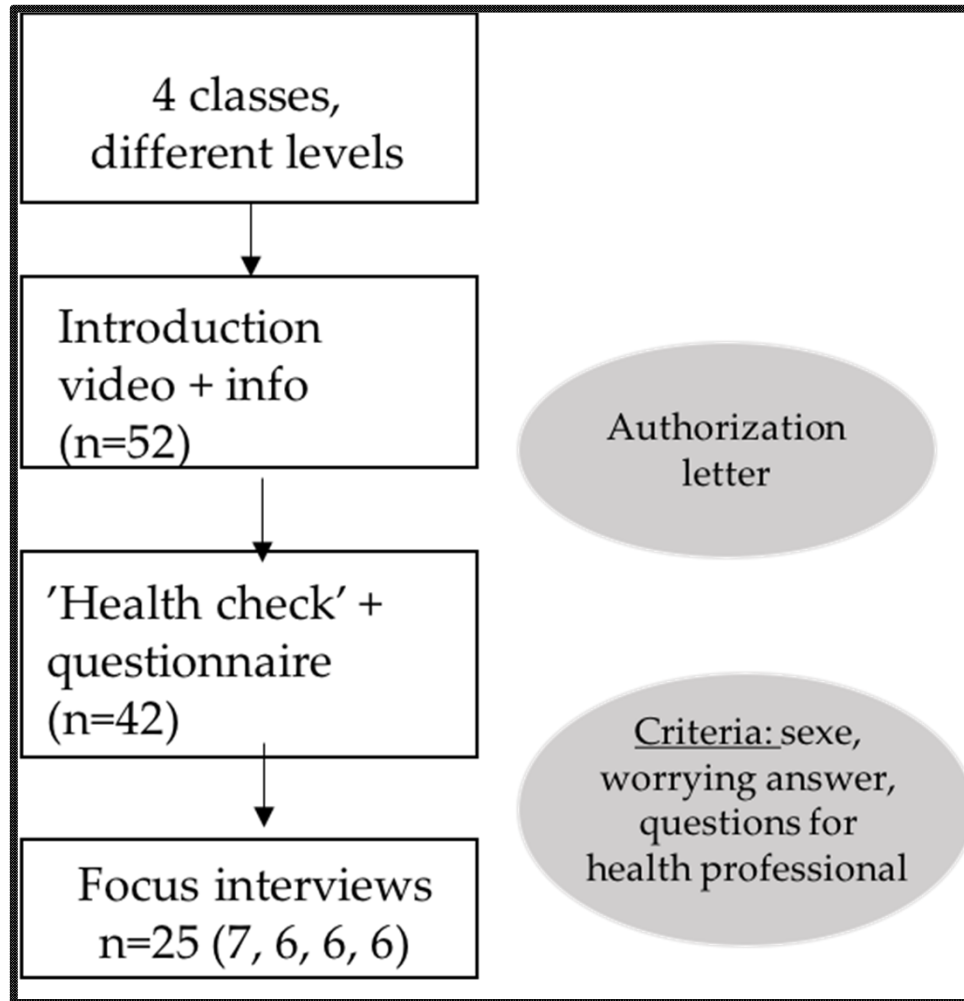 4 classes,
different levels
Introduction
video + info
(n=52)
Authorization
letter
’Health check’ +
questionnaire
(n=42)
Criteria: sexe,
worrying answer,
questions for
health professional
Focus interviews
n=25 (7, 6, 6, 6)